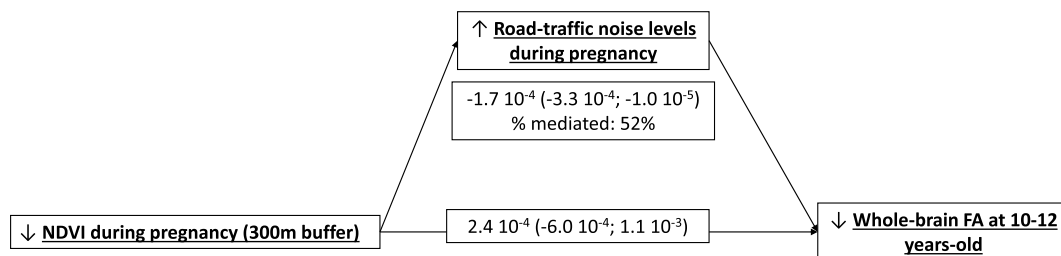 ↑ Road-traffic noise levels
during pregnancy
-1.7 10⁻⁴ (-3.3 10⁻⁴; -1.0 10⁻⁵)
% mediated: 52%
↓ NDVI during pregnancy (300m buffer)
2.4 10⁻⁴ (-6.0 10⁻⁴; 1.1 10⁻³)
↓ Whole-brain FA at 10-12
years-old